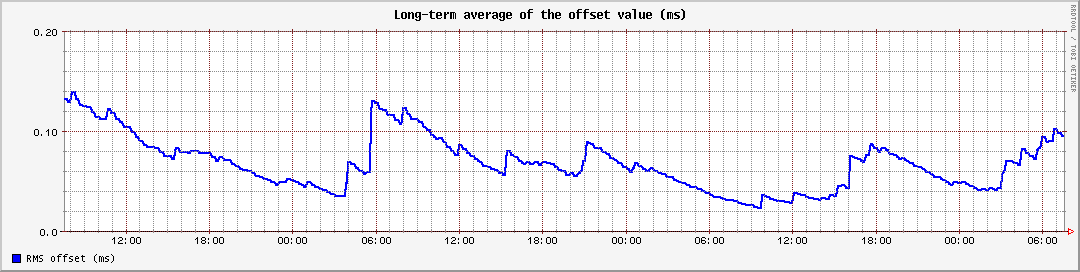 Long-term average of the offset value (ms)
RRDTOOL / TOBI OETIKER
0.20
0.10
0.0
12:00 18:00 00:00 06:00 12:00 18:00 00:00 06:00 12:00 18:00 00:00 06:00
RMS offset (ms)